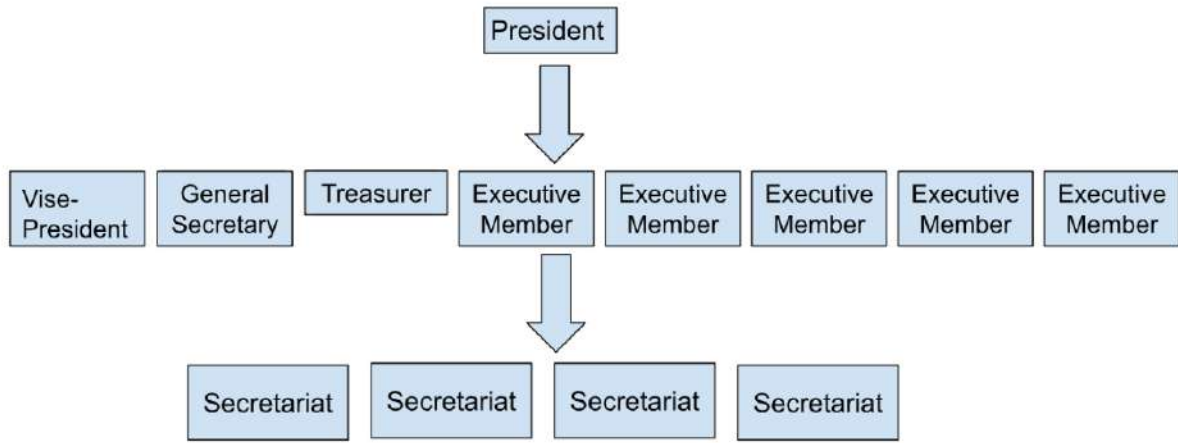 President
Vise-
President
General
Secretary
Treasurer
Executive
Member
Executive
Member
Executive
Member
Executive
Member
Executive
Member
Secretariat
Secretariat
Secretariat
Secretariat